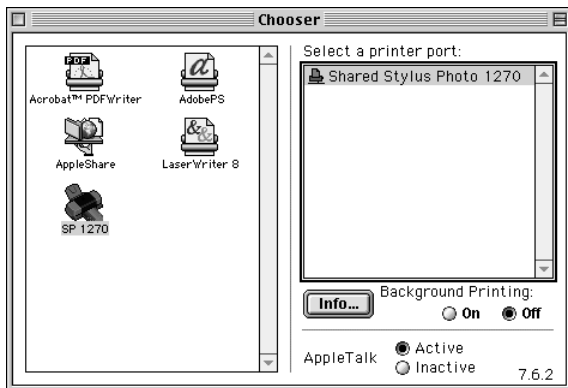 Chooser
Acrobat™ PDFWriter
AdobePS
AppleShare
LaserWriter 8
SP 1270
Select a printer port:
Shared Stylus Photo 1270
Info...
Background Printing:
On Off
AppleTalk
Active
Inactive
7.6.2